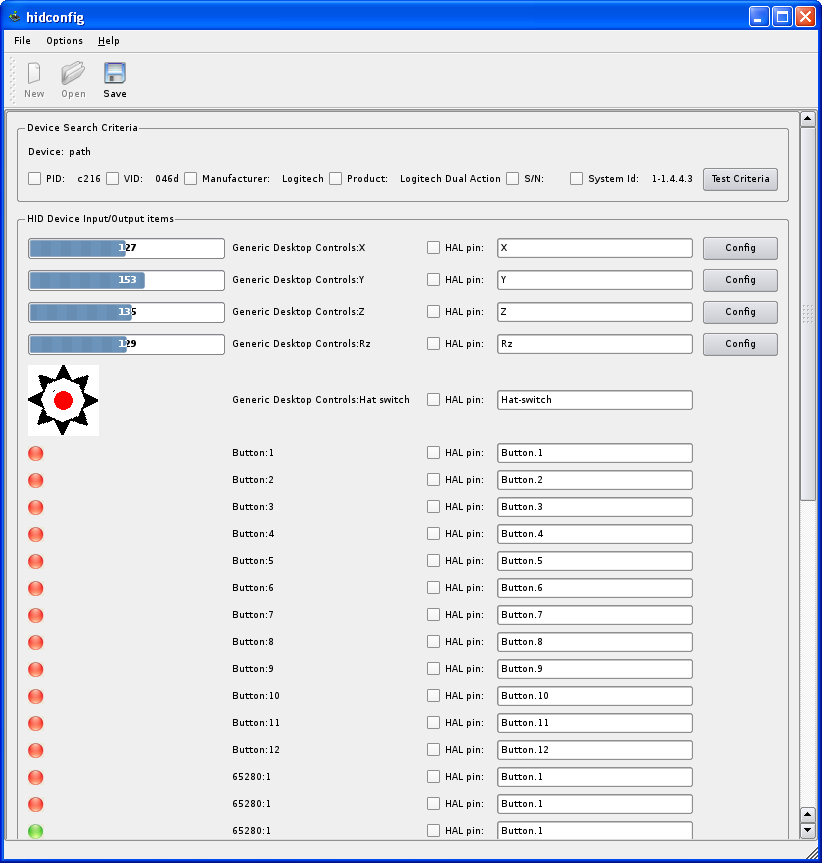 hidconfig
File Options Help
New Open Save
Device Search Criteria
Device: path
PID: c216 VID: 046d Manufacturer: Logitech Product: Logitech Dual Action S/N: System Id: 1-1.4.4.3 Test Criteria
HID Device Input/Output items
127 Generic Desktop Controls:X HAL pin: X Config
153 Generic Desktop Controls:Y HAL pin: Y Config
135 Generic Desktop Controls:Z HAL pin: Z Config
129 Generic Desktop Controls:Rz HAL pin: Rz Config
Generic Desktop Controls:Hat switch HAL pin: Hat-switch
Button:1 HAL pin: Button.1
Button:2 HAL pin: Button.2
Button:3 HAL pin: Button.3
Button:4 HAL pin: Button.4
Button:5 HAL pin: Button.5
Button:6 HAL pin: Button.6
Button:7 HAL pin: Button.7
Button:8 HAL pin: Button.8
Button:9 HAL pin: Button.9
Button:10 HAL pin: Button.10
Button:11 HAL pin: Button.11
Button:12 HAL pin: Button.12
65280:1 HAL pin: Button.1
65280:1 HAL pin: Button.1
65280:1 HAL pin: Button.1